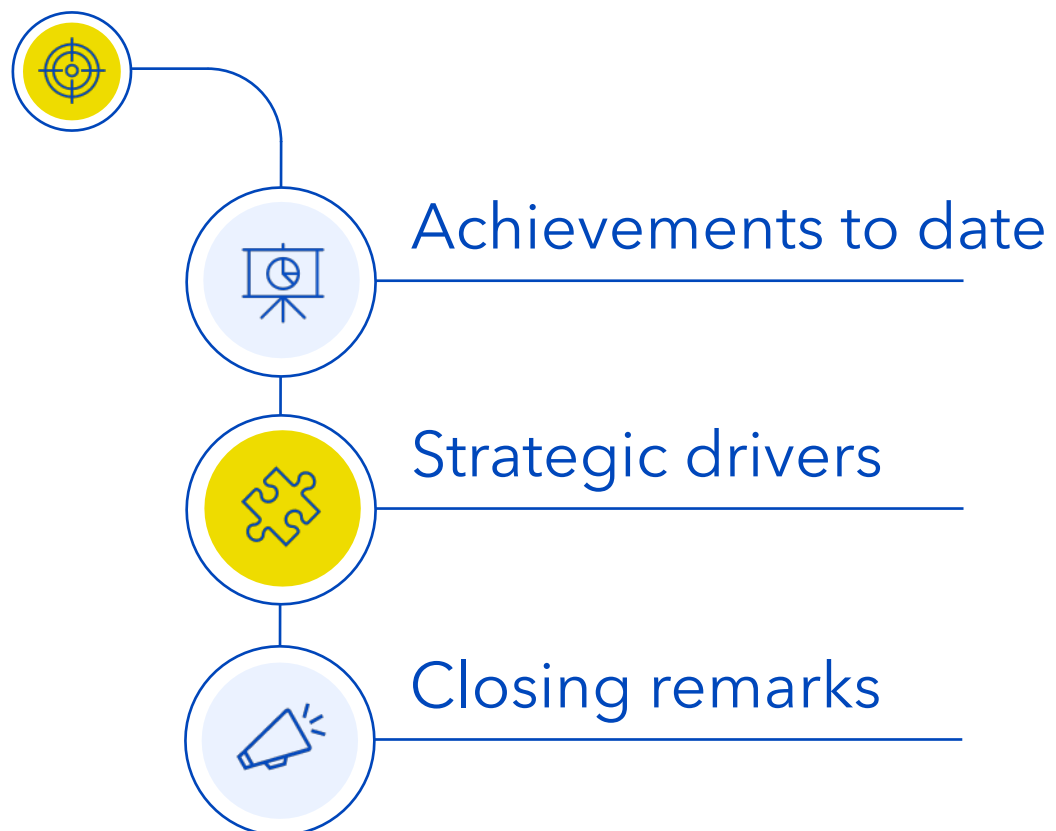 Achievements to date
Strategic drivers
Closing remarks